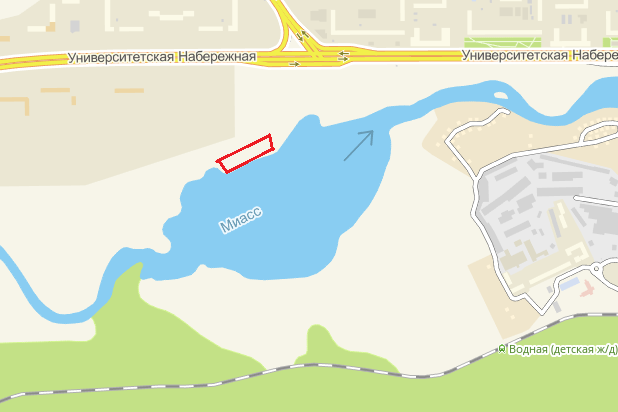 Университетская Набережная
Университетская Набере
Миасс
Водная (детская ж/д)